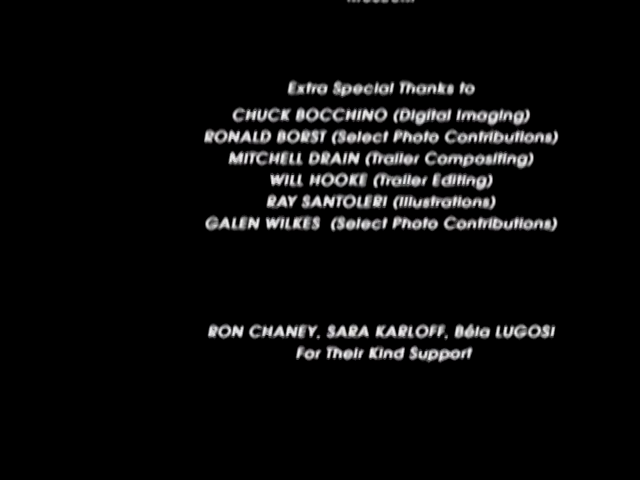 Extra Special Thanks to
CHUCK BOCCHINO (Digital Imaging)
RONALD BORST (Select Photo Contributions)
MITCHELL DRAIN (Trailer Compositing)
WILL HOOKE (Trailer Editing)
RAY SANTOLERI (Illustrations)
GALEN WILKES (Select Photo Contributions)
RON CHANEY, SARA KARLOFF, Béla LUGOSI
For Their Kind Support